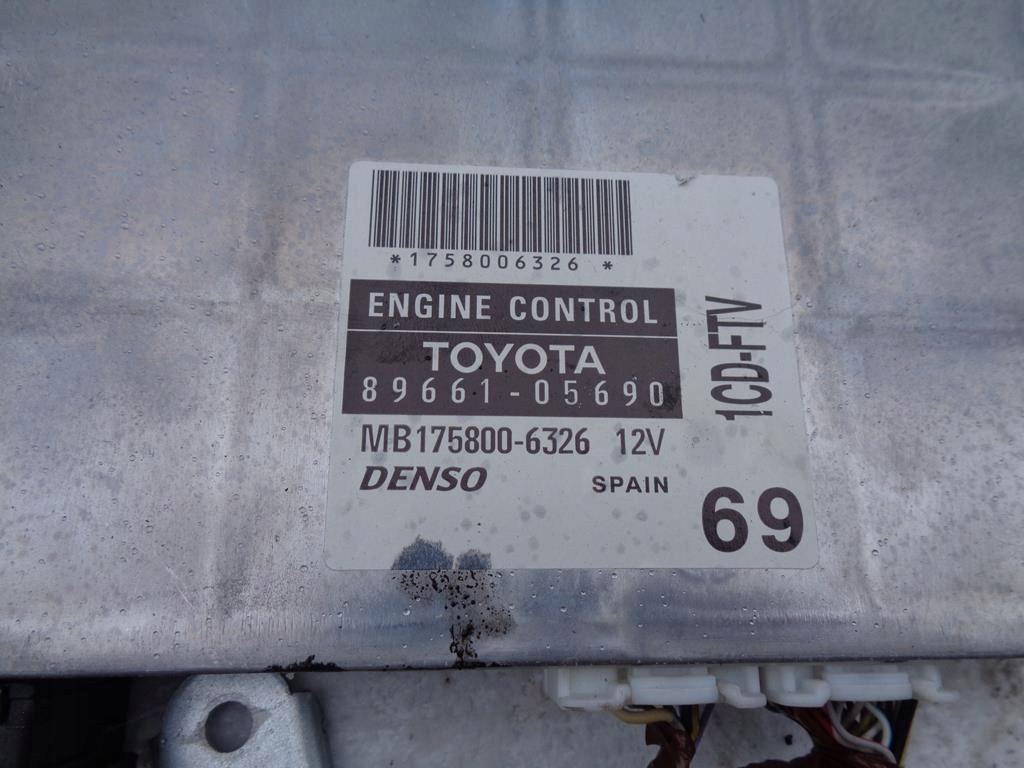 *1758006326 *
ENGINE CONTROL
TOYOTA
89661-05690
MB175800-6326 12V
DENSO SPAIN
1CD-FTV
69